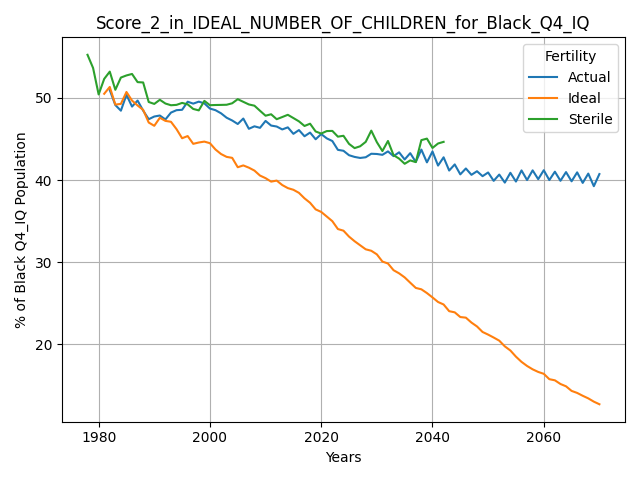 Score_2_in_IDEAL_NUMBER_OF_CHILDREN_for_Black_Q4_IQ
Fertility
Actual
Ideal
Sterile
% of Black Q4_IQ Population
50
40
30
20
1980
2000
2020
2040
2060
Years